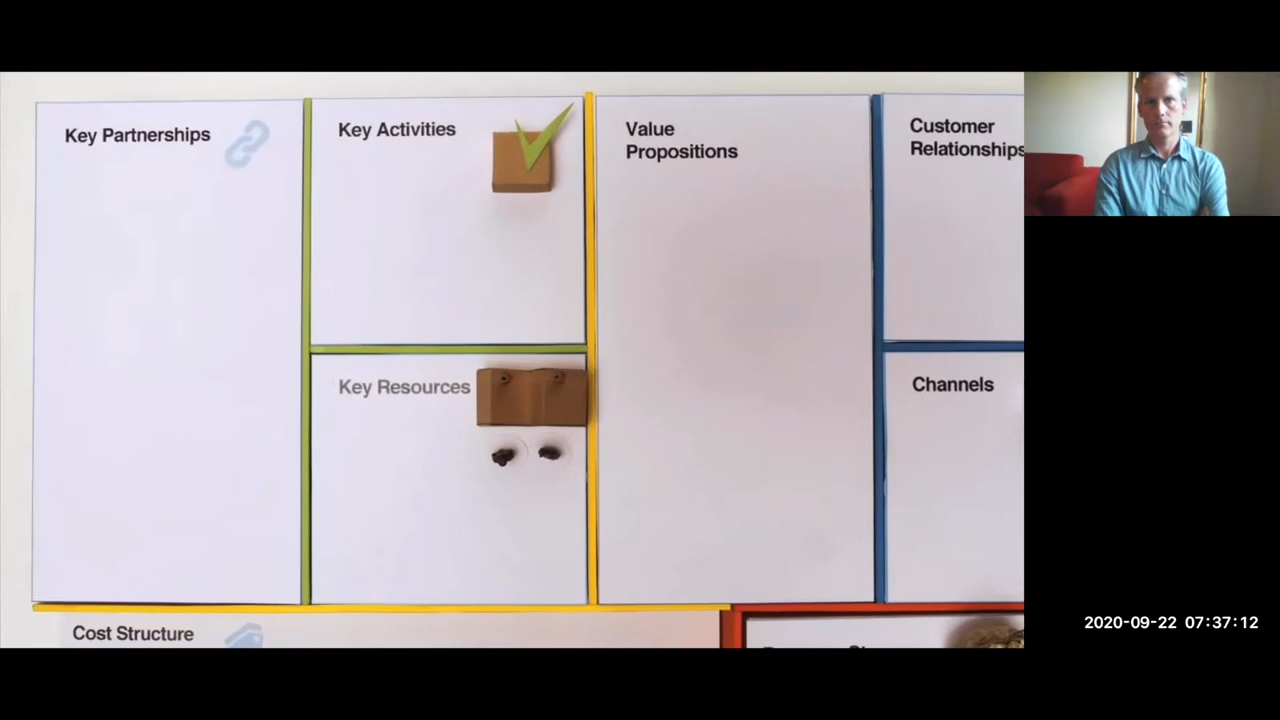 Key Partnerships
Key Activities
Value
Propositions
Customer
Relationships
Key Resources
Channels
Cost Structure
2020-09-22 07:37:12